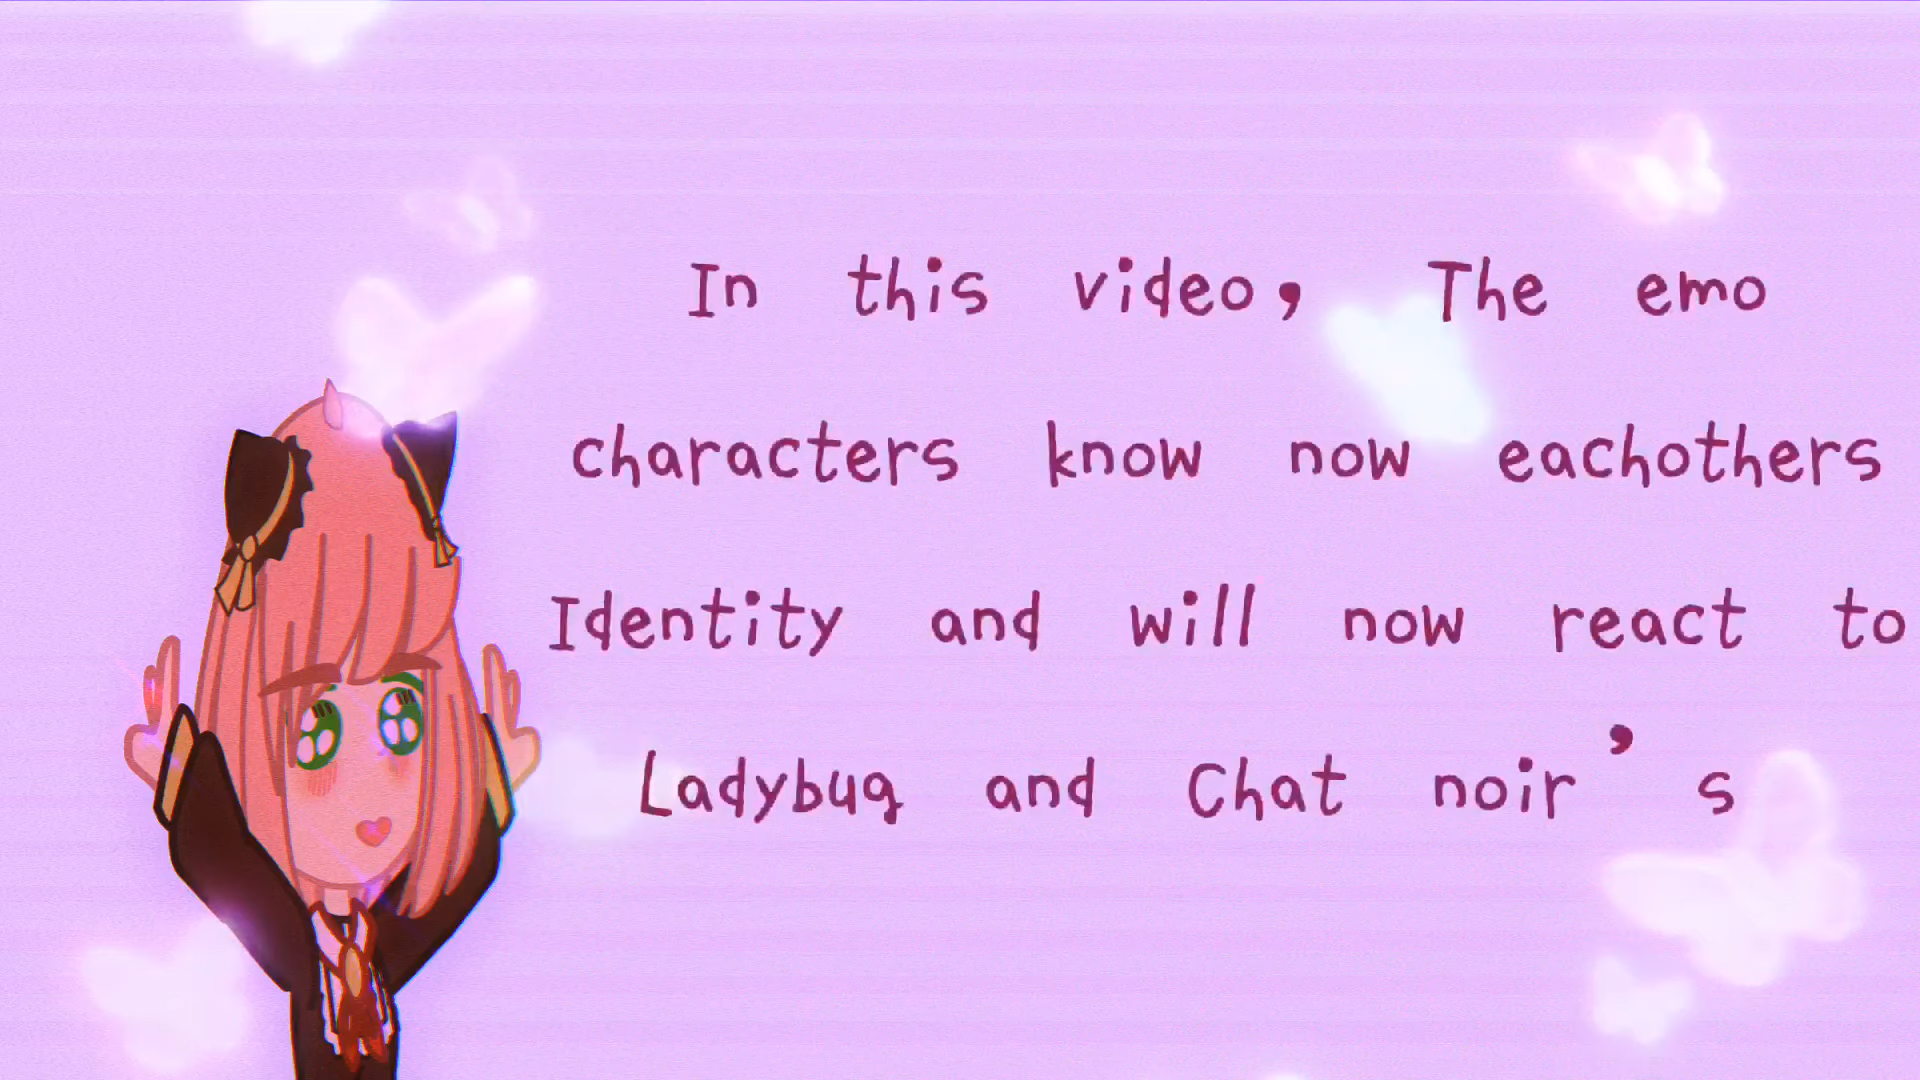 In this video, The emo
characters know now eachothers
Identity and will now react to
Ladybug and Chat noir's